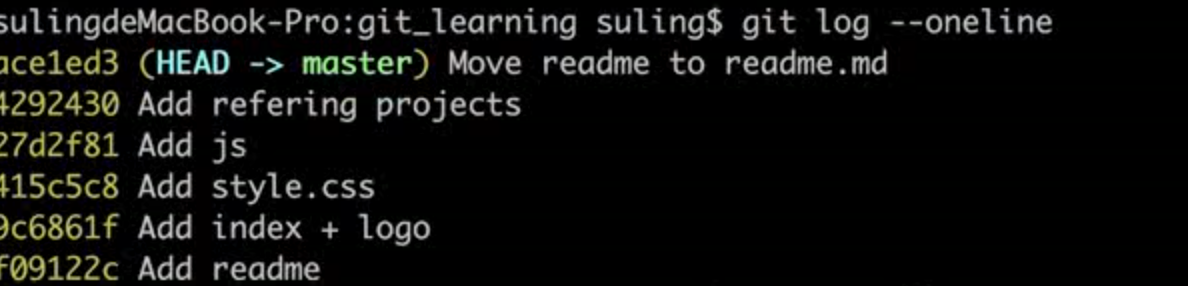 sulingdeMacBook-Pro:git_learning suling$ git log --oneline
ace1ed3 (HEAD -> master) Move readme to readme.md
4292430 Add refering projects
27d2f81 Add js
415c5c8 Add style.css
9c6861f Add index + logo
f09122c Add readme